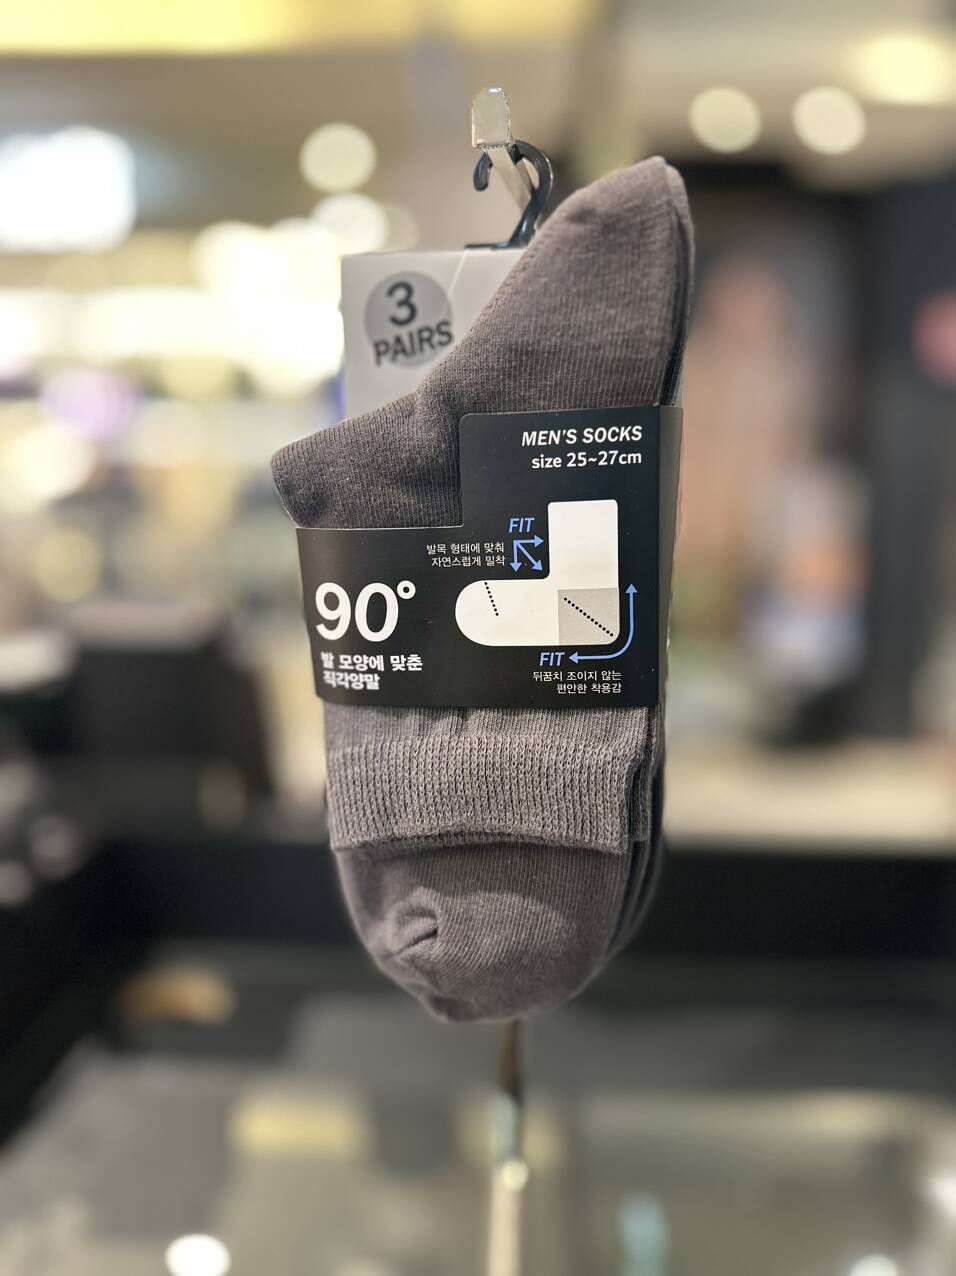 3
PAIRS
MEN'S SOCKS
size 25~27cm
FIT
발목 형태에 맞춰
자연스럽게 밀착
90°
발 모양에 맞춘
직각양말
FIT
뒤꿈치 조이지 않는
편안한 착용감